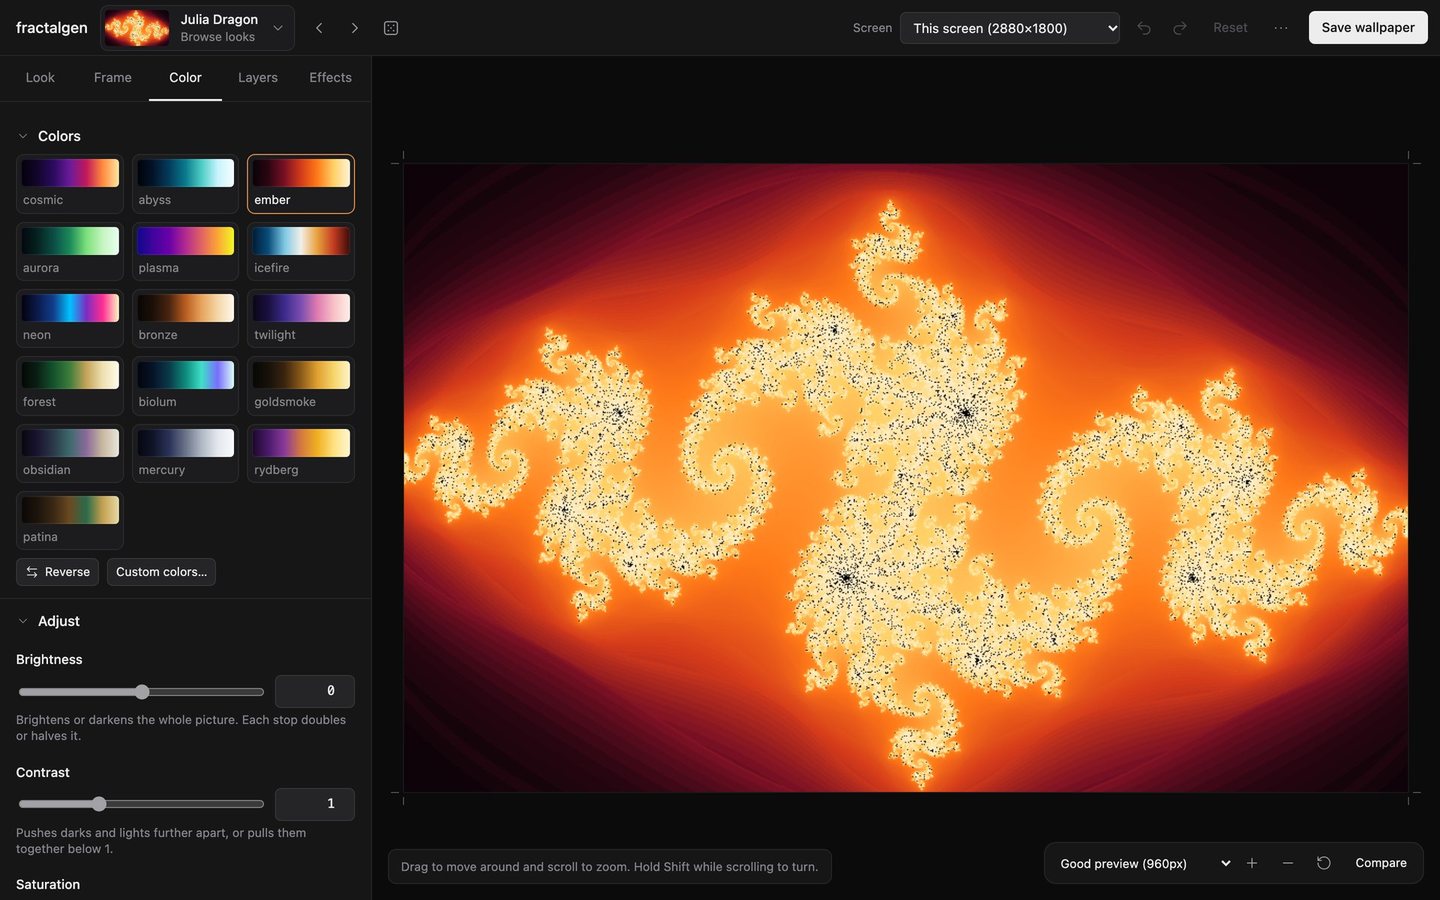 fractalgen
Julia Dragon
Browse looks
Screen
This screen (2880×1800)
Reset
Save wallpaper
Look
Frame
Color
Layers
Effects
Colors
cosmic
abyss
ember
aurora
plasma
icefire
neon
bronze
twilight
forest
biolum
goldsmoke
obsidian
mercury
rydberg
patina
Reverse
Custom colors...
Adjust
Brightness
0
Brightens or darkens the whole picture. Each stop doubles
or halves it.
Contrast
1
Pushes darks and lights further apart, or pulls them
together below 1.
Saturation
Drag to move around and scroll to zoom. Hold Shift while scrolling to turn.
Good preview (960px)
Compare